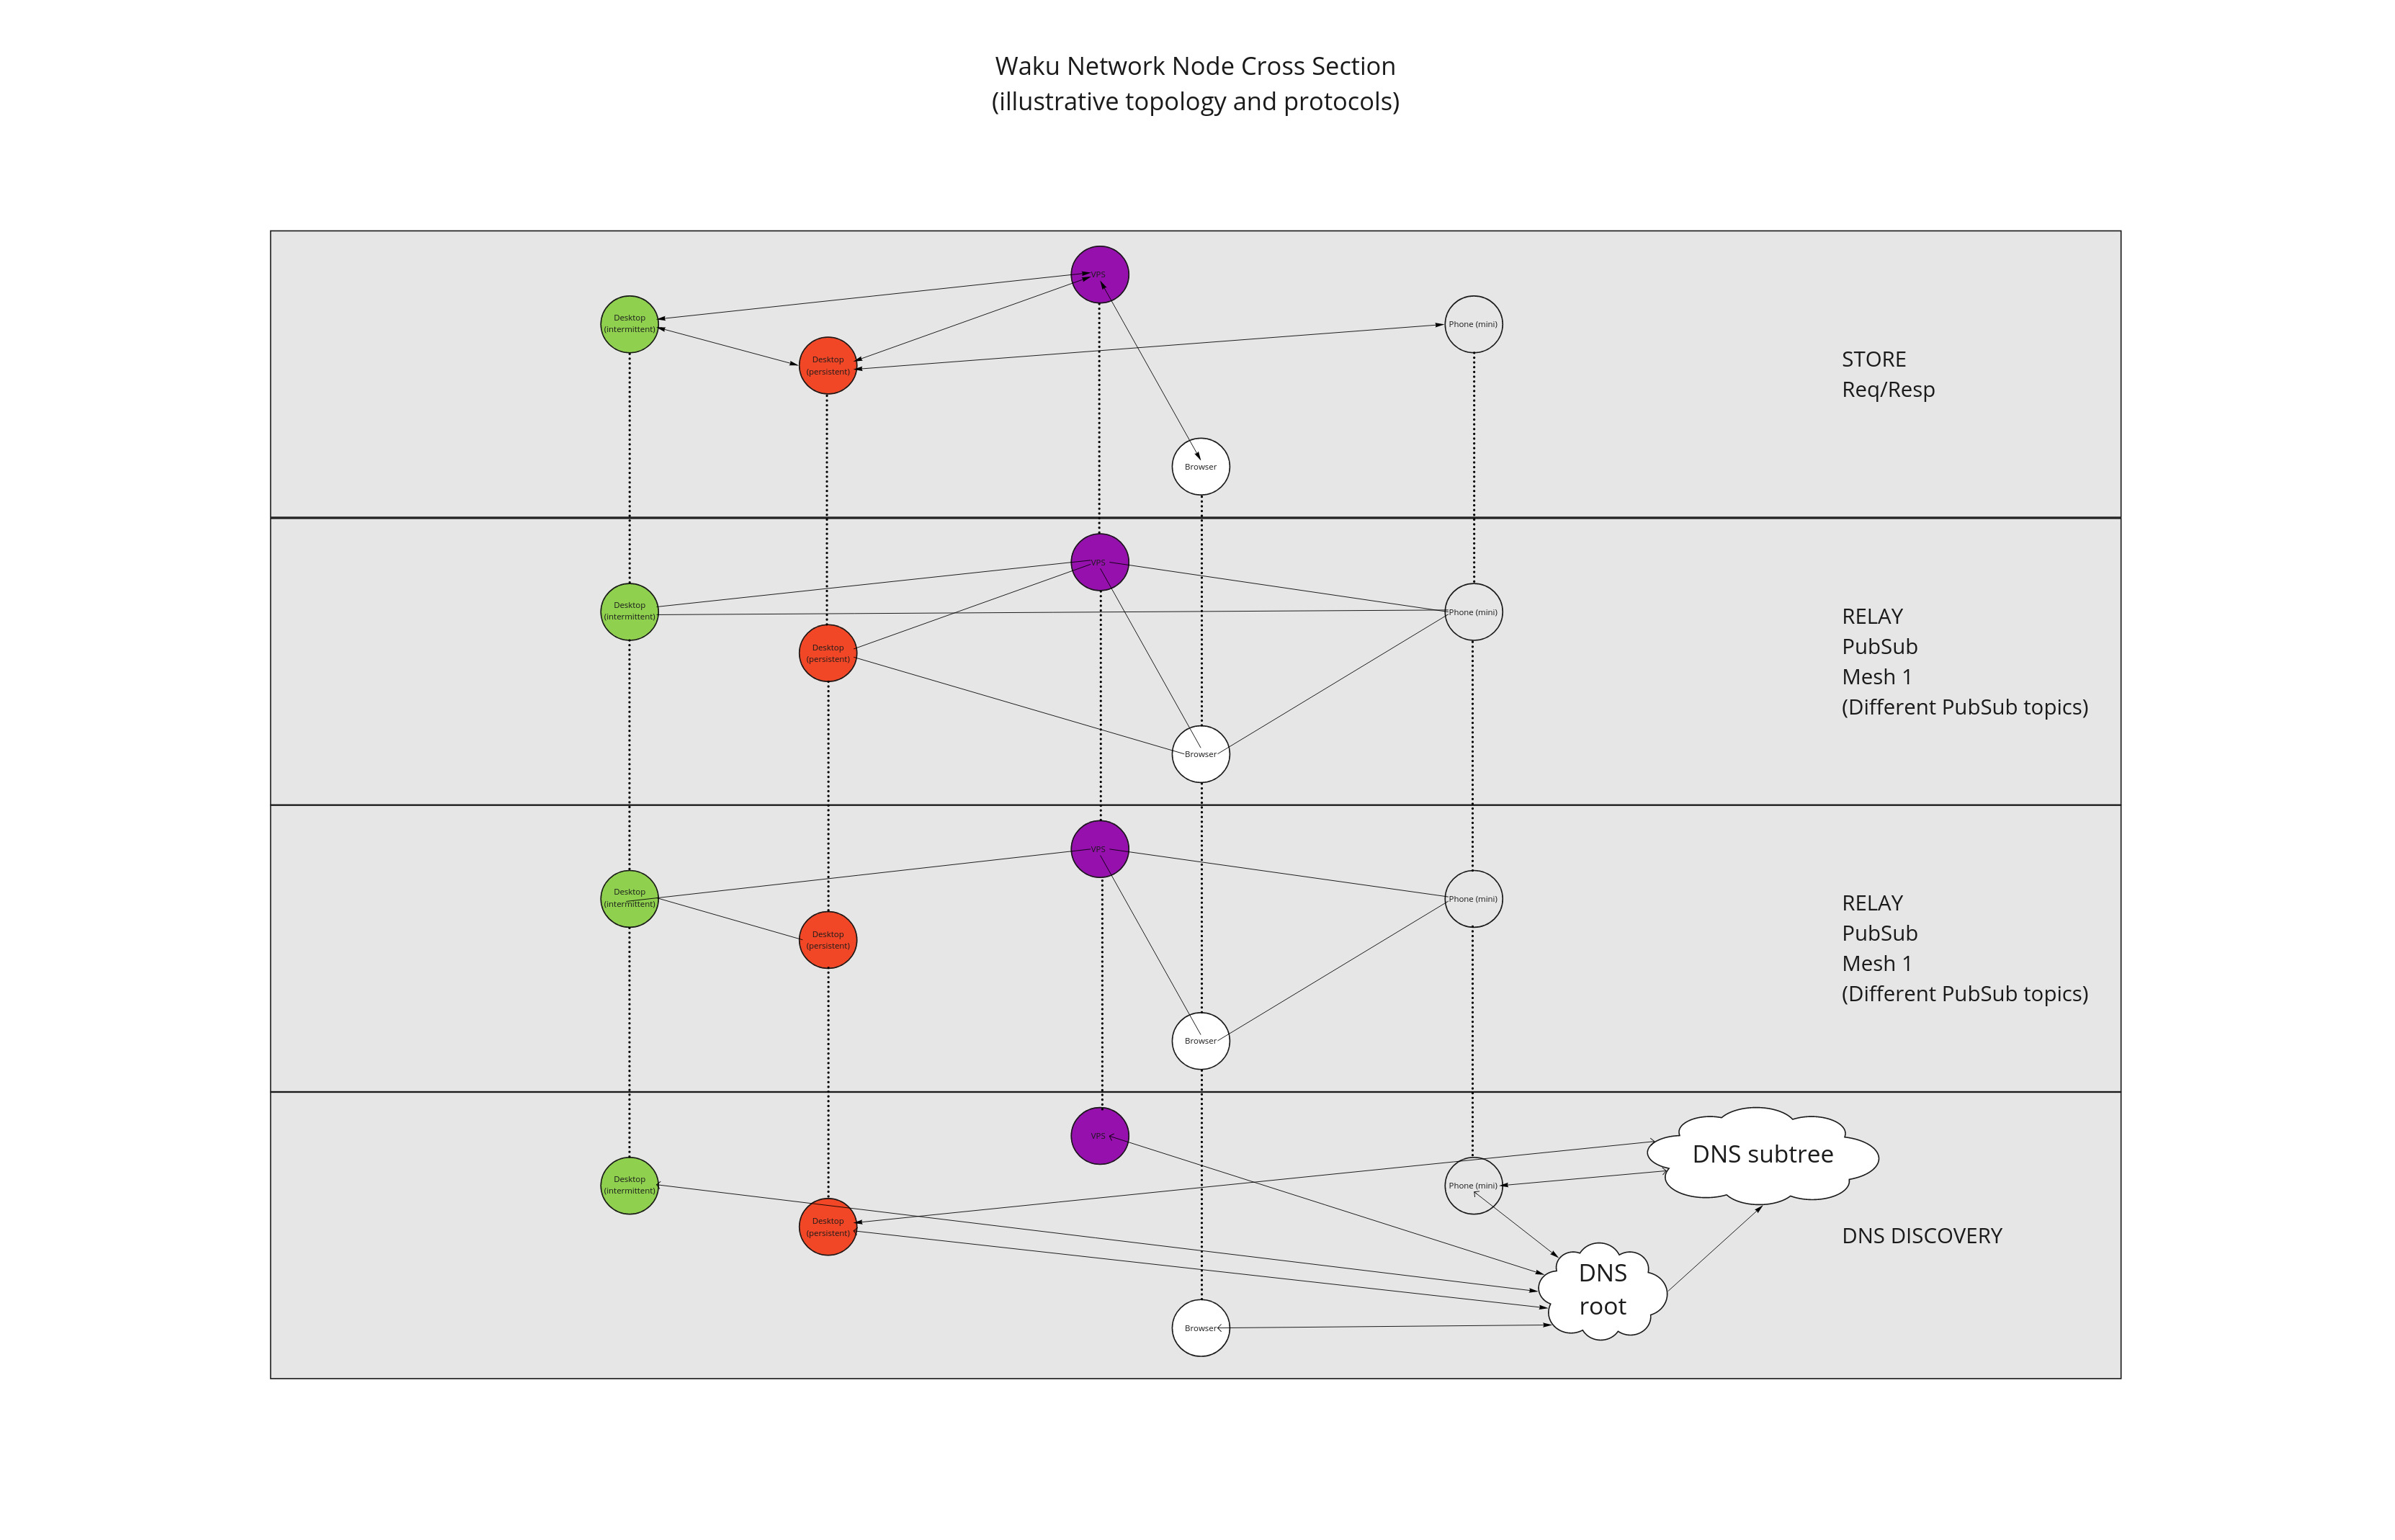 Waku Network Node Cross Section
(illustrative topology and protocols)
VPS
Desktop
(intermittent)
Phone (mini)
Desktop
(persistent)
STORE
Req/Resp
Browser
VPS
Desktop
(intermittent)
Phone (mini)
Desktop
(persistent)
RELAY
PubSub
Mesh 1
(Different PubSub topics)
Browser
VPS
Desktop
(intermittent)
Phone (mini)
Desktop
(persistent)
RELAY
PubSub
Mesh 1
(Different PubSub topics)
Browser
VPS
DNS subtree
Desktop
(intermittent)
Phone (mini)
Desktop
(persistent)
DNS DISCOVERY
DNS
root
Browser